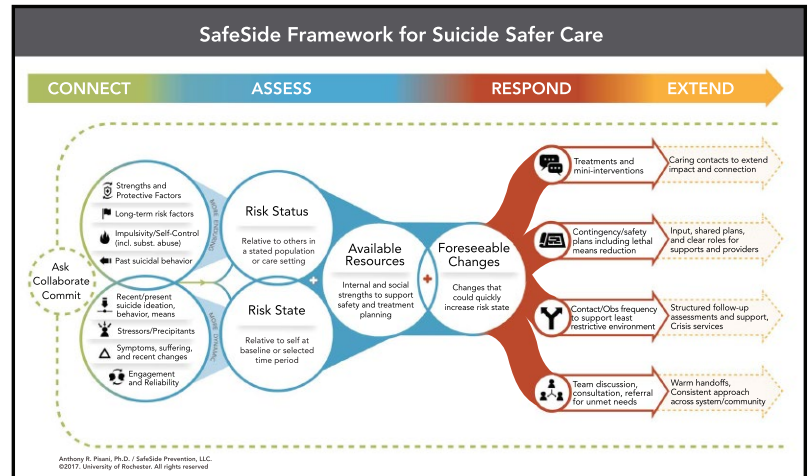 SafeSide Framework for Suicide Safer Care
CONNECT
ASSESS
RESPOND
EXTEND
Ask
Collaborate
Commit
Strengths and
Protective Factors
Long-term risk factors
Impulsivity/Self-Control
(incl. subst. abuse)
Past suicidal behavior
MORE ENDURING
Recent/present
suicide ideation,
behavior, means
Stressors/Precipitants
Symptoms, suffering,
and recent changes
Engagement
and Reliability
MORE DYNAMIC
Risk Status
Relative to others in
a stated population
or care setting
+
Risk State
Relative to self at
baseline or selected
time period
Available
Resources
Internal and social
strengths to support
safety and treatment
planning
+
Foreseeable
Changes
Changes that
could quickly
increase risk state
Treatments and
mini-interventions
Caring contacts to extend
impact and connection
Contingency/safety
plans including lethal
means reduction
Input, shared plans,
and clear roles for
supports and providers
Contact/Obs frequency
to support least
restrictive environment
Structured follow-up
assessments and support,
Crisis services
Team discussion,
consultation, referral
for unmet needs
Warm handoffs,
Consistent approach
across system/community
Anthony R. Pisani, Ph.D. / SafeSide Prevention, LLC.
©2017. University of Rochester. All rights reserved